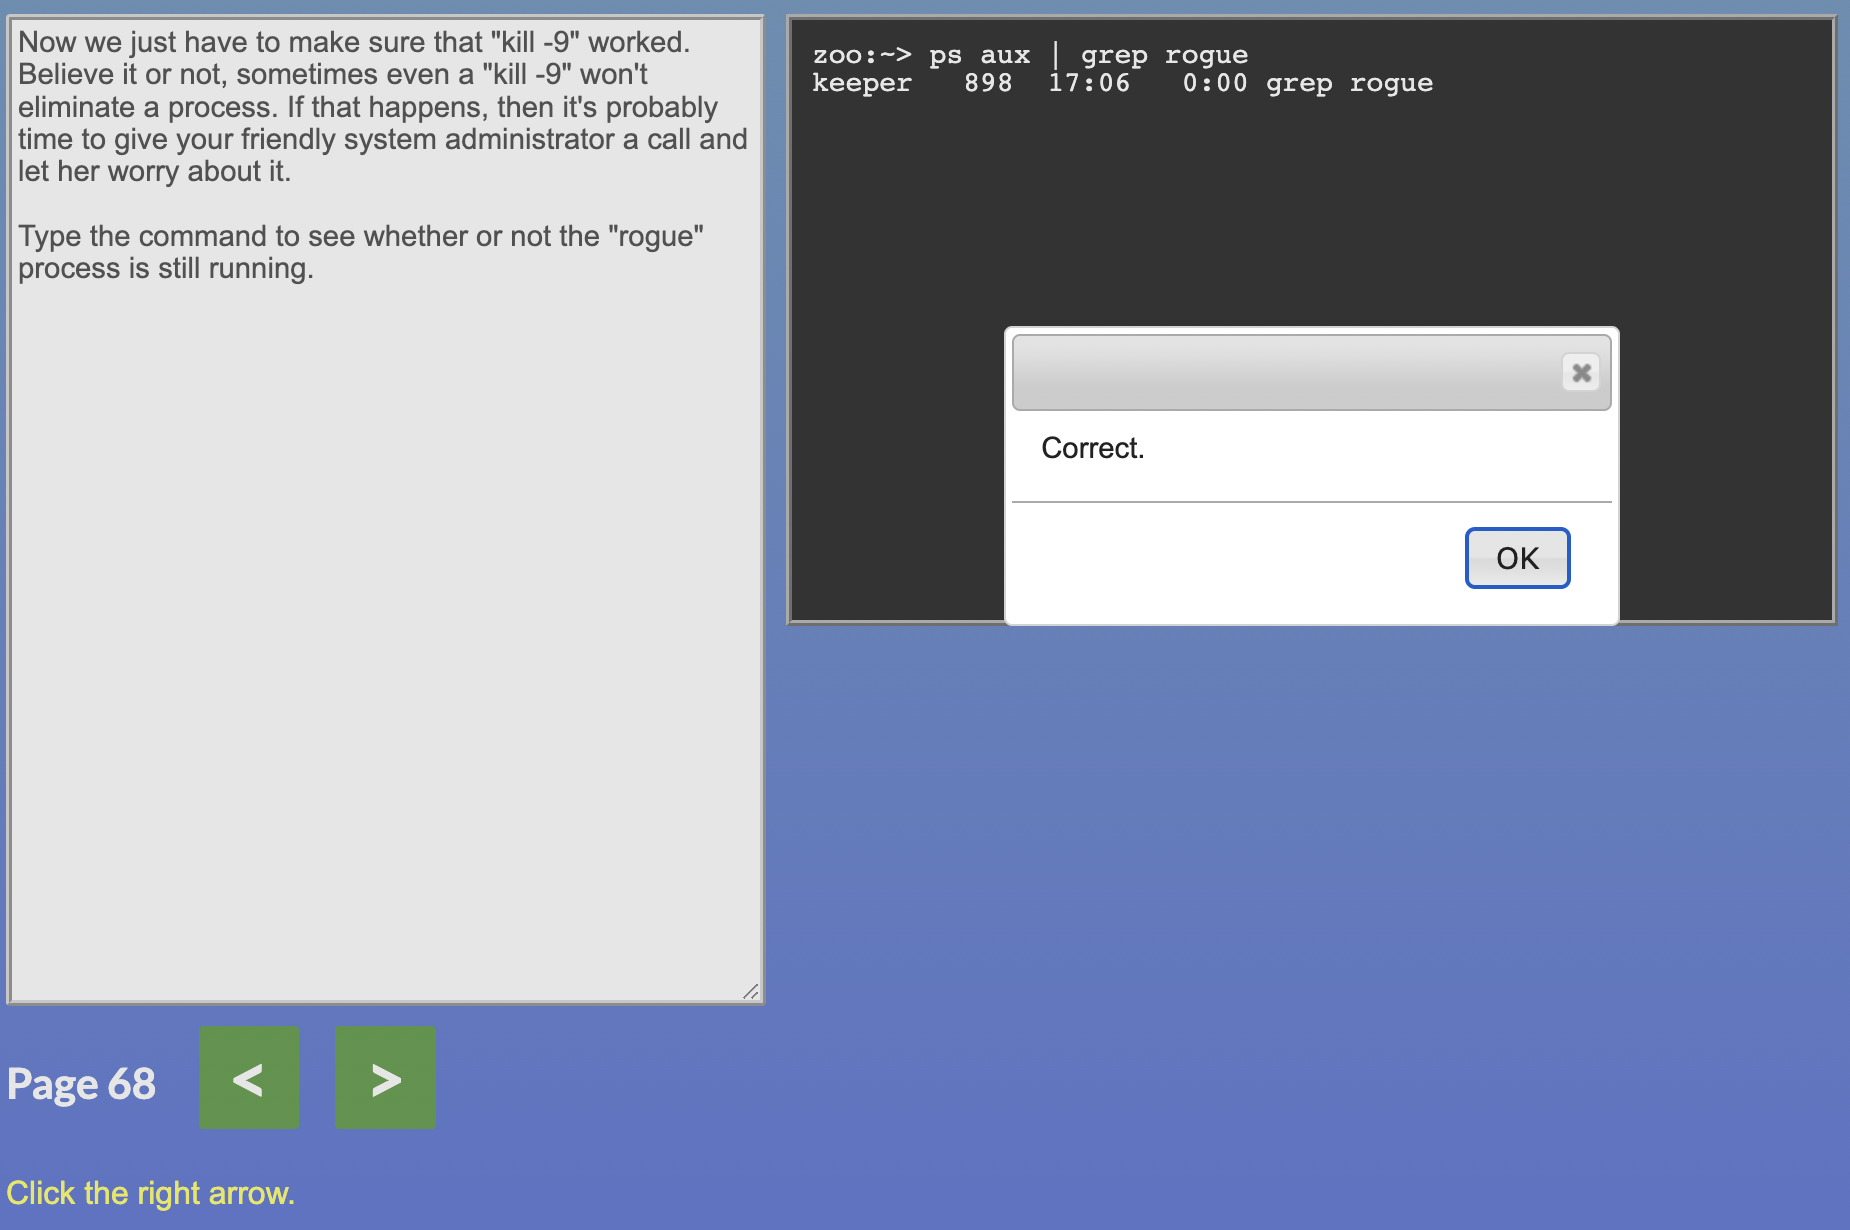 Now we just have to make sure that "kill -9" worked.
Believe it or not, sometimes even a "kill -9" won't
eliminate a process. If that happens, then it's probably
time to give your friendly system administrator a call and
let her worry about it.
Type the command to see whether or not the "rogue"
process is still running.
zoo:~> ps aux | grep rogue
keeper   898  17:06   0:00 grep rogue
Correct.
OK
Page 68
<
>
Click the right arrow.